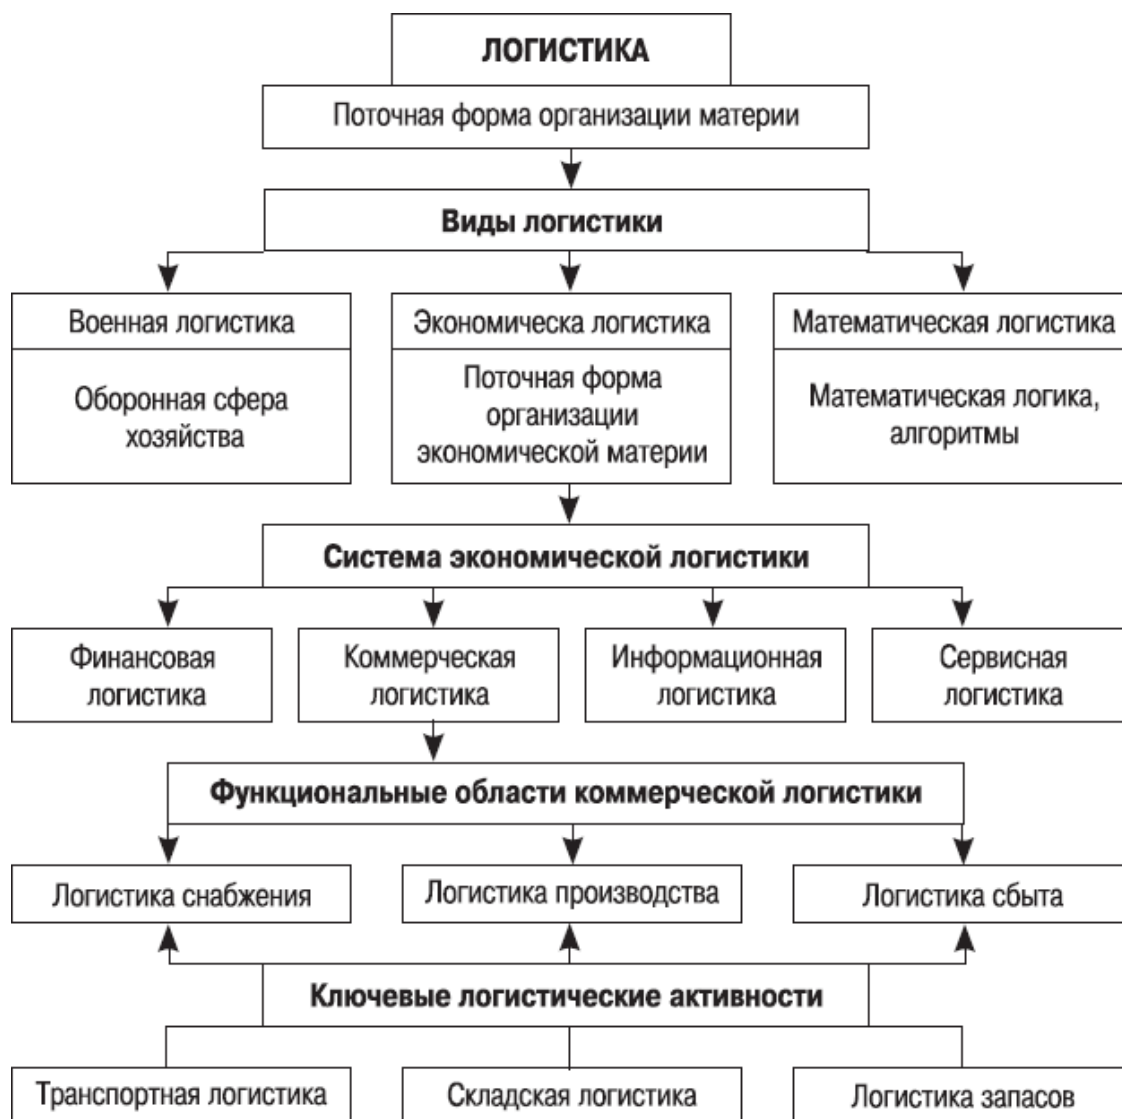 ЛОГИСТИКА
Поточная форма организации материи
Виды логистики
Военная логистика
Оборонная сфера
хозяйства
Экономическа логистика
Поточная форма
организации
экономической материи
Математическая логистика
Математическая логика,
алгоритмы
Система экономической логистики
Финансовая
логистика
Коммерческая
логистика
Информационная
логистика
Сервисная
логистика
Функциональные области коммерческой логистики
Логистика снабжения
Логистика производства
Логистика сбыта
Ключевые логистические активности
Транспортная логистика
Складская логистика
Логистика запасов